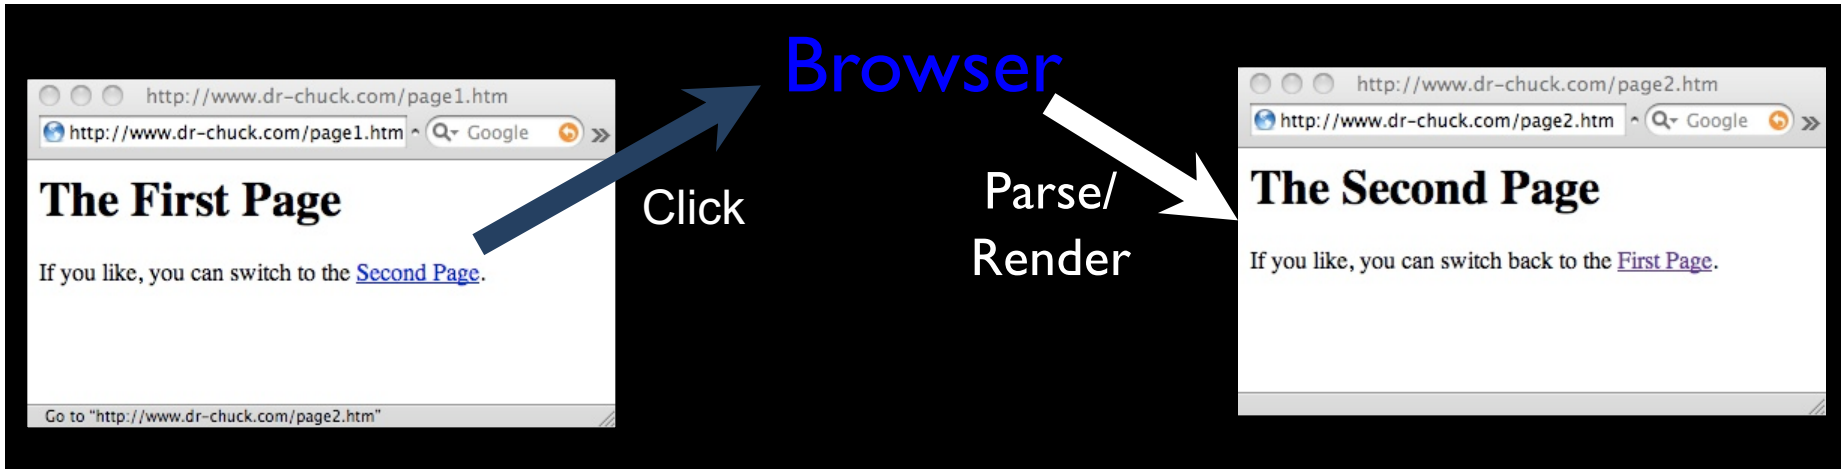 Browser
http://www.dr-chuck.com/page1.htm
http://www.dr-chuck.com/page1.htm
Google
The First Page
If you like, you can switch to the Second Page.
Go to “http://www.dr-chuck.com/page2.htm”
Click
Parse/
Render
http://www.dr-chuck.com/page2.htm
http://www.dr-chuck.com/page2.htm
Google
The Second Page
If you like, you can switch back to the First Page.